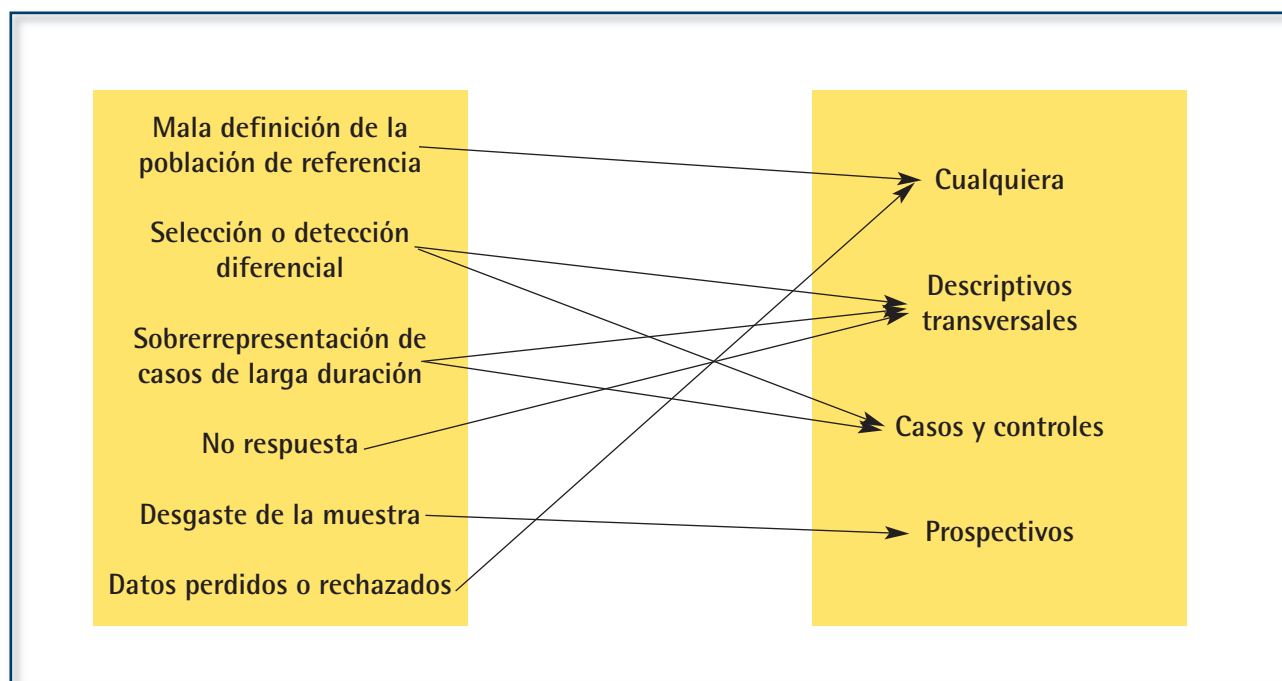 Mala definición de la
población de referencia
Selección o detección
diferencial
Sobrerrepresentación de
casos de larga duración
No respuesta
Desgaste de la muestra
Datos perdidos o rechazados
Cualquiera
Descriptivos
transversales
Casos y controles
Prospectivos